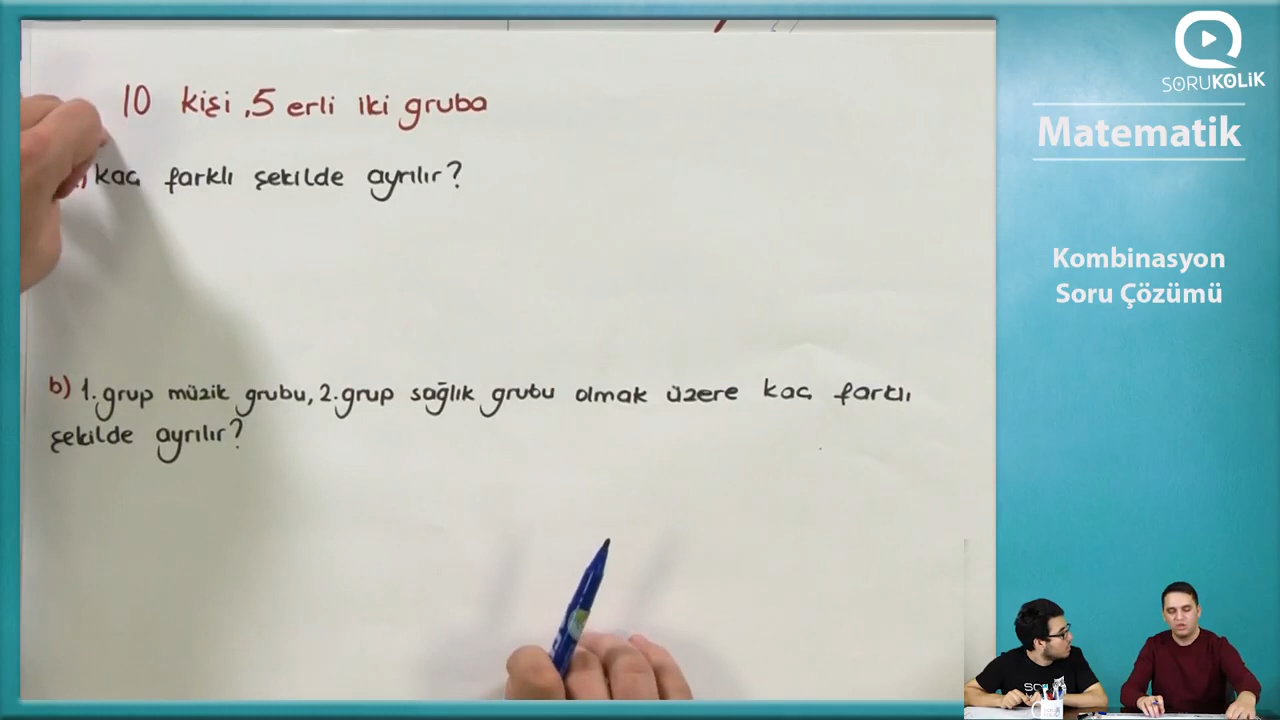 10 kişi, 5 erli iki gruba
) kaç farklı şekilde ayrılır?
b) 1. grup müzik grubu, 2. grup sağlık grubu olmak üzere kaç farklı
şekilde ayrılır?
SORUKOLİK
Matematik
Kombinasyon
Soru Çözümü